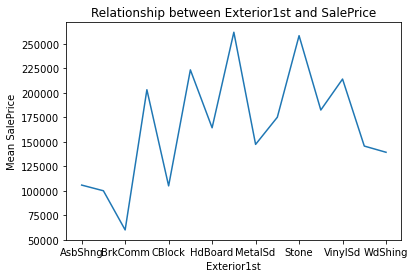 Relationship between Exterior1st and SalePrice
250000
225000
200000
175000
150000
125000
100000
75000
50000
Mean SalePrice
AsbShng BrkComm CBlock HdBoard MetalSd Stone VinylSd WdShing
Exterior1st